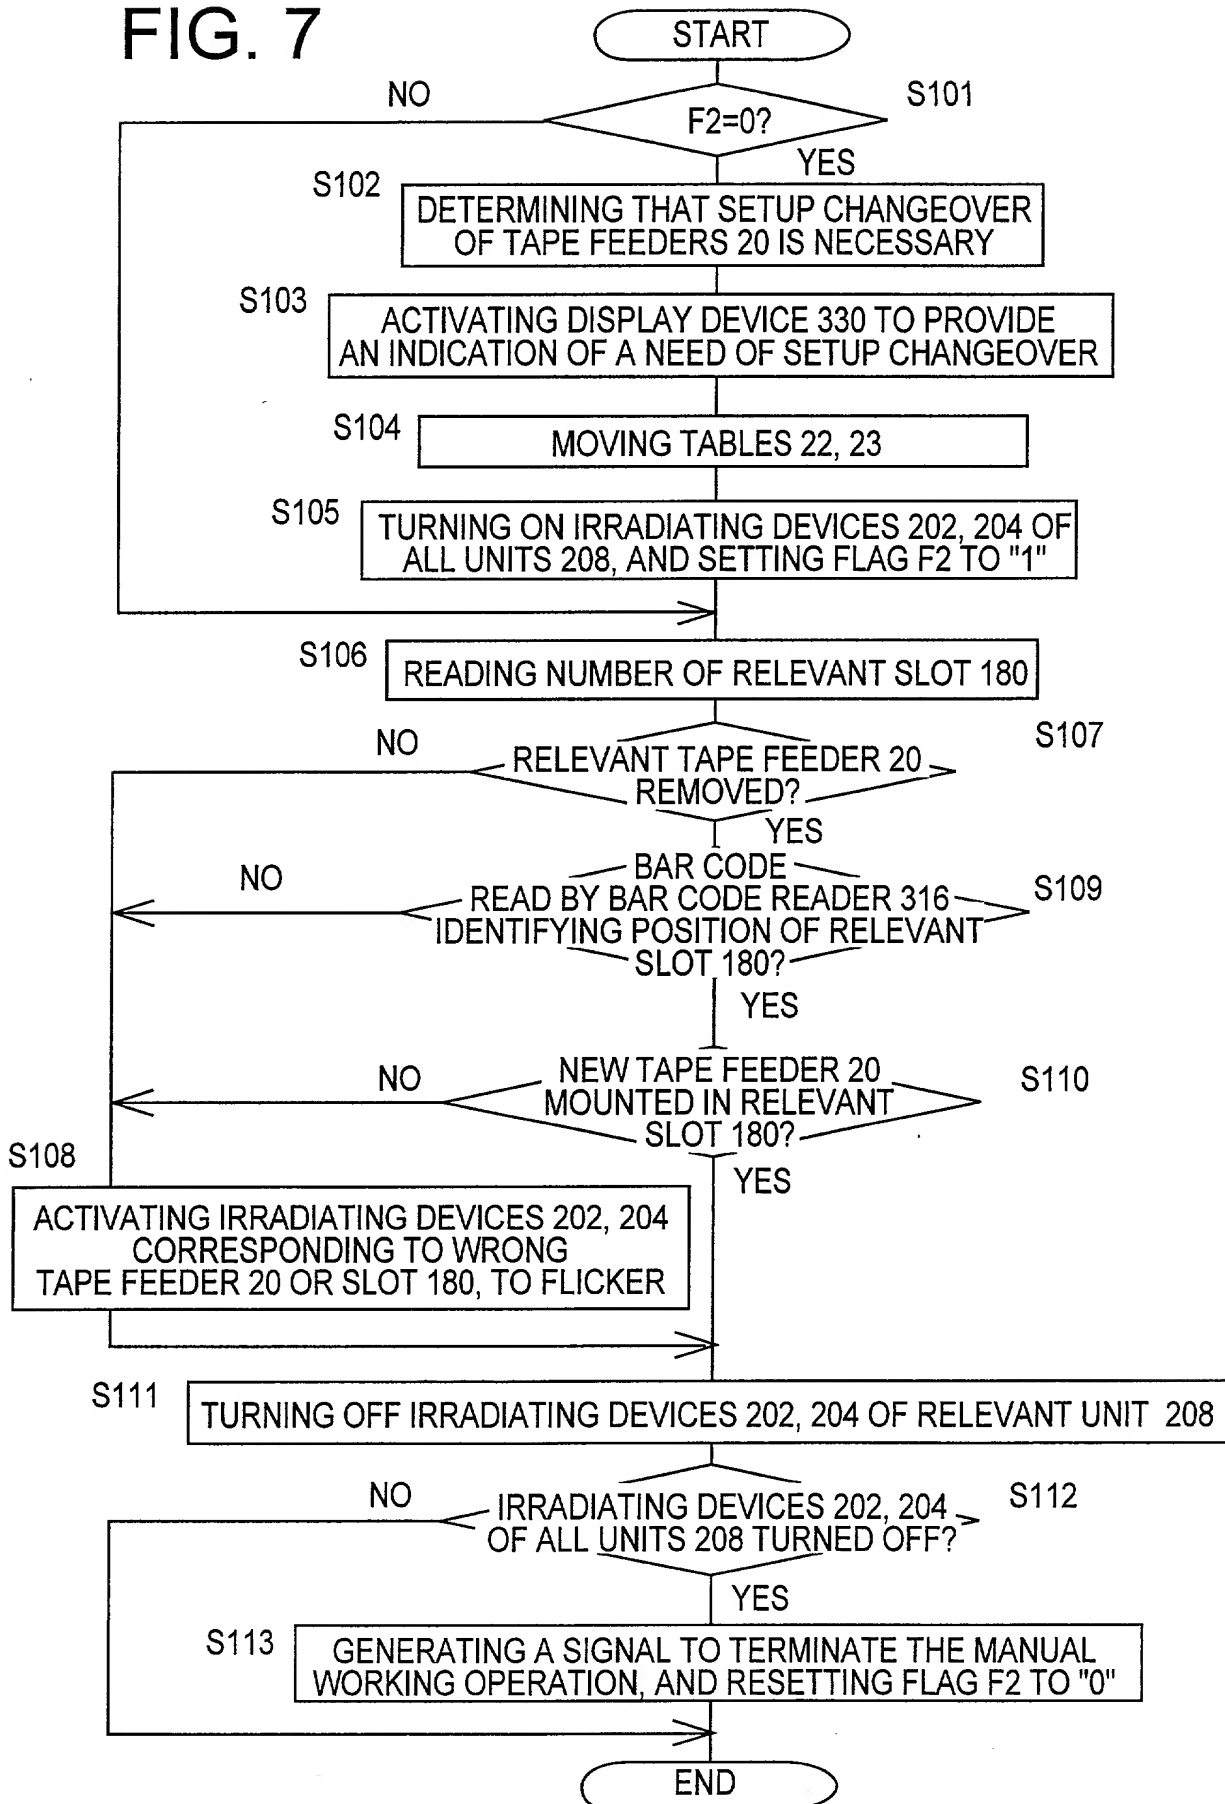 FIG. 7
START
NO
S101
F2=0?
YES
S102
DETERMINING THAT SETUP CHANGEOVER
OF TAPE FEEDERS 20 IS NECESSARY
S103
ACTIVATING DISPLAY DEVICE 330 TO PROVIDE
AN INDICATION OF A NEED OF SETUP CHANGEOVER
S104
MOVING TABLES 22, 23
S105
TURNING ON IRRADIATING DEVICES 202, 204 OF
ALL UNITS 208, AND SETTING FLAG F2 TO "1"
S106
READING NUMBER OF RELEVANT SLOT 180
NO
S107
RELEVANT TAPE FEEDER 20
REMOVED?
YES
BAR CODE
NO
READ BY BAR CODE READER 316
S109
IDENTIFYING POSITION OF RELEVANT
SLOT 180?
YES
NO
NEW TAPE FEEDER 20
S110
MOUNTED IN RELEVANT
SLOT 180?
S108
YES
ACTIVATING IRRADIATING DEVICES 202, 204
CORRESPONDING TO WRONG
TAPE FEEDER 20 OR SLOT 180, TO FLICKER
S111
TURNING OFF IRRADIATING DEVICES 202, 204 OF RELEVANT UNIT 208
NO
S112
IRRADIATING DEVICES 202, 204
OF ALL UNITS 208 TURNED OFF?
YES
S113
GENERATING A SIGNAL TO TERMINATE THE MANUAL
WORKING OPERATION, AND RESETTING FLAG F2 TO "0"
END